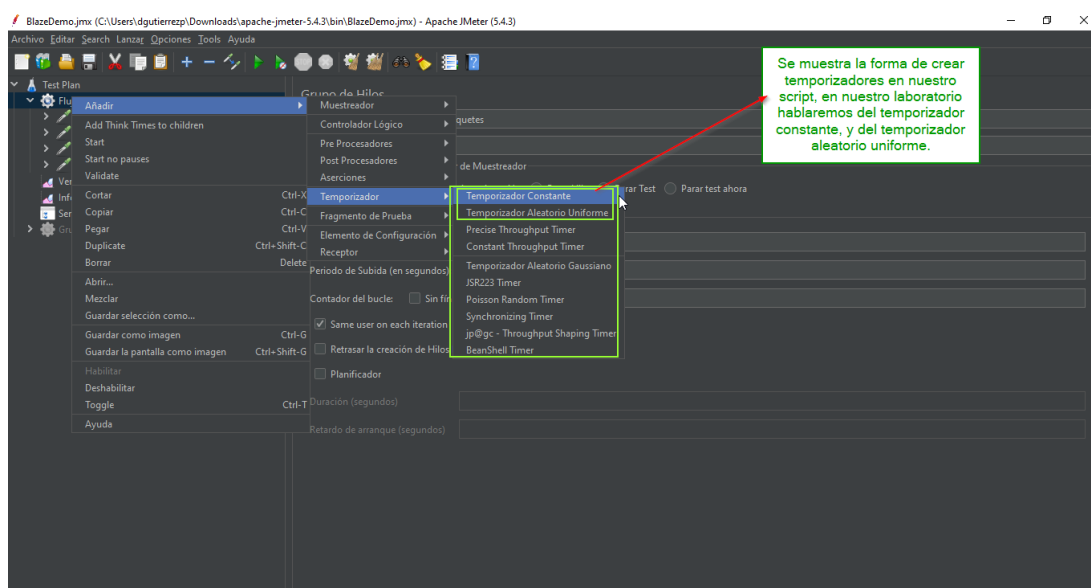 BlazeDemo.jmx (C:\Users\dgutierrezp\Downloads\apache-jmeter-5.4.3\bin\BlazeDemo.jmx) - Apache JMeter (5.4.3)
Archivo Editar Search Lanzar Opciones Tools Ayuda
Test Plan
Flu
Ver
Inf
Ser
Gru
Añadir
Add Think Times to children
Start
Start no pauses
Validate
Cortar Ctrl-X
Copiar Ctrl-C
Pegar Ctrl-V
Duplicate Ctrl+Shift-C
Borrar Delete
Abrir...
Mezclar
Guardar selección como...
Guardar como imagen Ctrl-G
Guardar la pantalla como imagen Ctrl+Shift-G
Habilitar
Deshabilitar
Toggle Ctrl-T
Ayuda
Grupo de Hilos
Muestreador
Controlador Lógico
Pre Procesadores
Post Procesadores
Aserciones
Temporizador
Fragmento de Prueba
Elemento de Configuración
Receptor
quetes
de Muestreador
rar Test
Parar test ahora
Temporizador Constante
Temporizador Aleatorio Uniforme
Precise Throughput Timer
Constant Throughput Timer
Temporizador Aleatorio Gaussiano
JSR223 Timer
Poisson Random Timer
Synchronizing Timer
jp@gc - Throughput Shaping Timer
BeanShell Timer
Periodo de Subida (en segundos)
Contador del bucle: Sin fin
Same user on each iteration
Retrasar la creación de Hilos
Planificador
Duración (segundos)
Retardo de arranque (segundos)
Se muestra la forma de crear
temporizadores en nuestro
script, en nuestro laboratorio
hablaremos del temporizador
constante, y del temporizador
aleatorio uniforme.